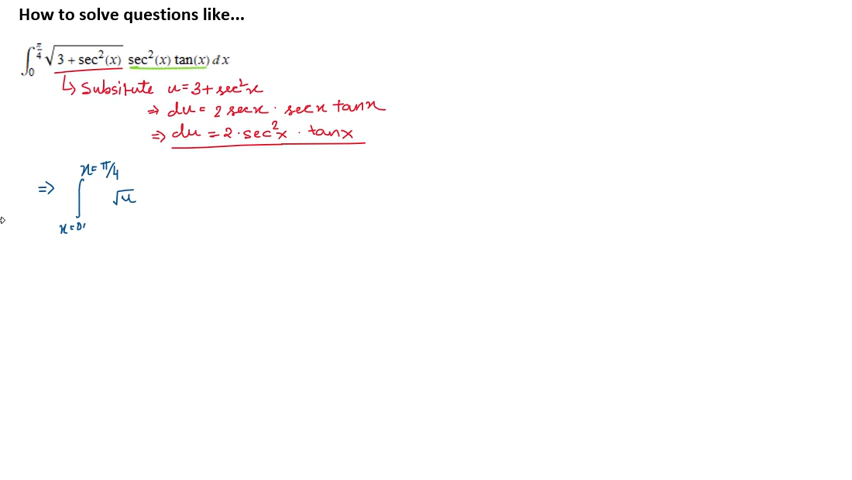 How to solve questions like...
∫₀^(π/4) √(3 + sec²(x)) sec²(x) tan(x) dx
↳ Subsitute u = 3 + sec²x
⇒ du = 2 secx · secx tanx
⇒ du = 2 · sec²x · tanx
x = π/4
⇒ ∫ √u
x = 0